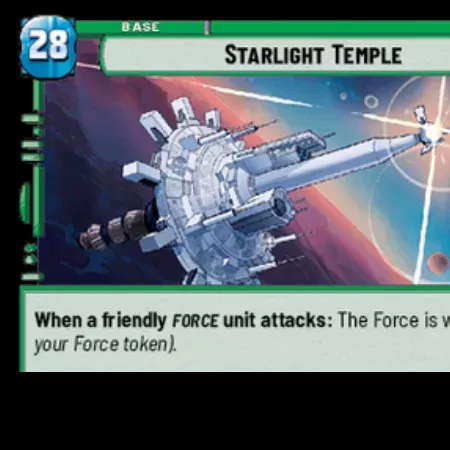 BASE
28
STARLIGHT TEMPLE
When a friendly FORCE unit attacks: The Force is
your Force token).